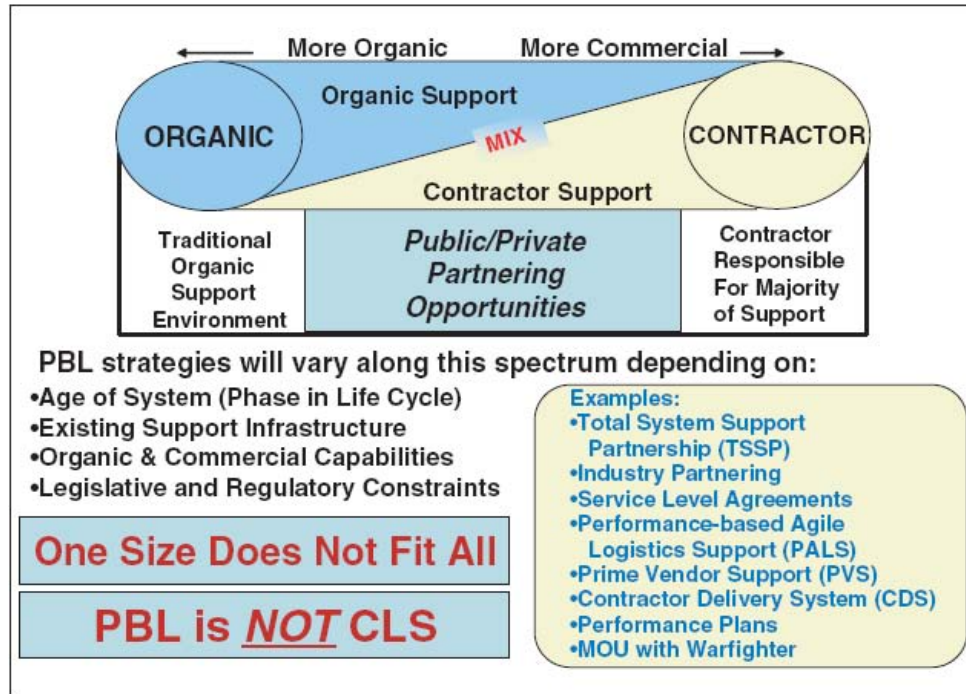 More Organic More Commercial
Organic Support
ORGANIC
MIX
CONTRACTOR
Contractor Support
Traditional
Organic
Support
Environment
Public/Private
Partnering
Opportunities
Contractor
Responsible
For Majority
of Support
PBL strategies will vary along this spectrum depending on:
•Age of System (Phase in Life Cycle)
•Existing Support Infrastructure
•Organic & Commercial Capabilities
•Legislative and Regulatory Constraints
One Size Does Not Fit All
PBL is NOT CLS
Examples:
•Total System Support
Partnership (TSSP)
•Industry Partnering
•Service Level Agreements
•Performance-based Agile
Logistics Support (PALS)
•Prime Vendor Support (PVS)
•Contractor Delivery System (CDS)
•Performance Plans
•MOU with Warfighter